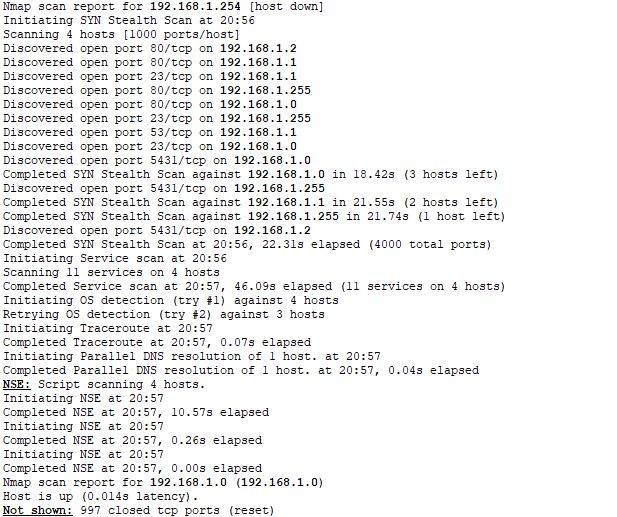 Nmap scan report for 192.168.1.254 [host down]
Initiating SYN Stealth Scan at 20:56
Scanning 4 hosts [1000 ports/host]
Discovered open port 80/tcp on 192.168.1.2
Discovered open port 80/tcp on 192.168.1.1
Discovered open port 23/tcp on 192.168.1.1
Discovered open port 80/tcp on 192.168.1.255
Discovered open port 80/tcp on 192.168.1.0
Discovered open port 23/tcp on 192.168.1.255
Discovered open port 53/tcp on 192.168.1.1
Discovered open port 23/tcp on 192.168.1.0
Discovered open port 5431/tcp on 192.168.1.0
Completed SYN Stealth Scan against 192.168.1.0 in 18.42s (3 hosts left)
Discovered open port 5431/tcp on 192.168.1.255
Completed SYN Stealth Scan against 192.168.1.1 in 21.55s (2 hosts left)
Completed SYN Stealth Scan against 192.168.1.255 in 21.74s (1 host left)
Discovered open port 5431/tcp on 192.168.1.2
Completed SYN Stealth Scan at 20:56, 22.31s elapsed (4000 total ports)
Initiating Service scan at 20:56
Scanning 11 services on 4 hosts
Completed Service scan at 20:57, 46.09s elapsed (11 services on 4 hosts)
Initiating OS detection (try #1) against 4 hosts
Retrying OS detection (try #2) against 3 hosts
Initiating Traceroute at 20:57
Completed Traceroute at 20:57, 0.07s elapsed
Initiating Parallel DNS resolution of 1 host. at 20:57
Completed Parallel DNS resolution of 1 host. at 20:57, 0.04s elapsed
NSE: Script scanning 4 hosts.
Initiating NSE at 20:57
Completed NSE at 20:57, 10.57s elapsed
Initiating NSE at 20:57
Completed NSE at 20:57, 0.26s elapsed
Initiating NSE at 20:57
Completed NSE at 20:57, 0.00s elapsed
Nmap scan report for 192.168.1.0 (192.168.1.0)
Host is up (0.014s latency).
Not shown: 997 closed tcp ports (reset)